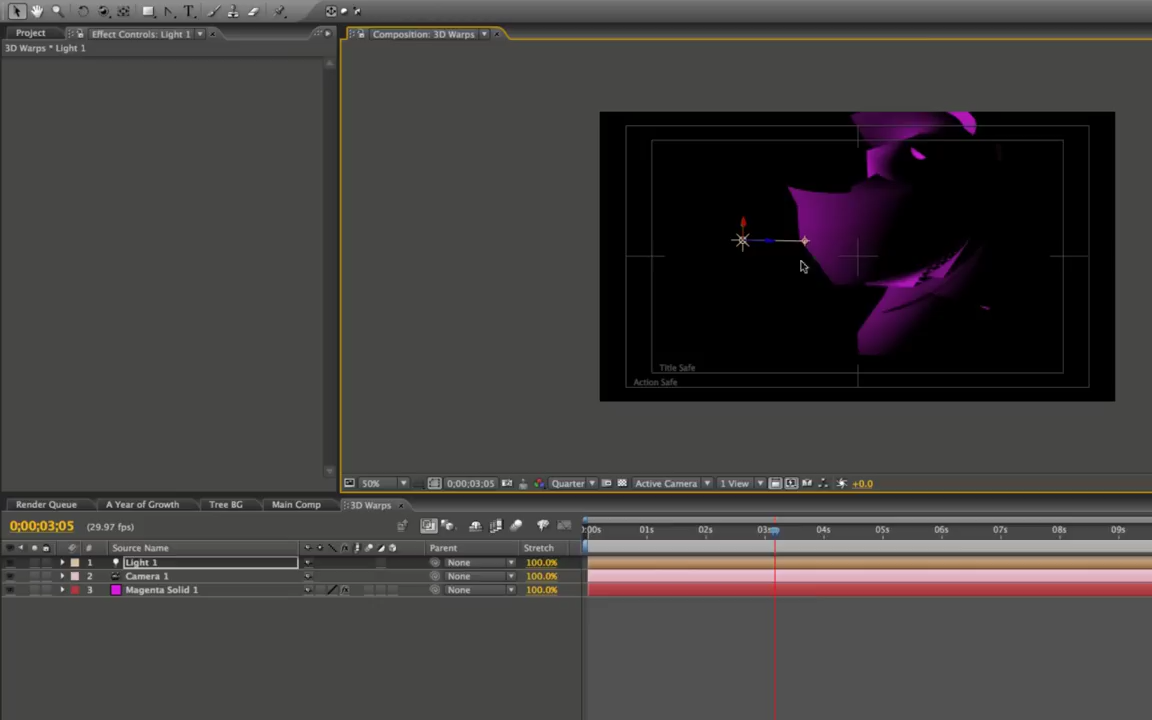 Project
Effect Controls: Light 1
Composition: 3D Warps
3D Warps * Light 1
Title Safe
Action Safe
50%
0;00;03;05
Quarter
Active Camera
1 View
+0.0
Render Queue
A Year of Growth
Tree BG
Main Comp
3D Warps
0;00;03;05
(29.97 fps)
:00s
01s
02s
03s
04s
05s
06s
07s
08s
09s
#
Source Name
Parent
Stretch
1
Light 1
None
100.0%
2
Camera 1
None
100.0%
3
Magenta Solid 1
None
100.0%